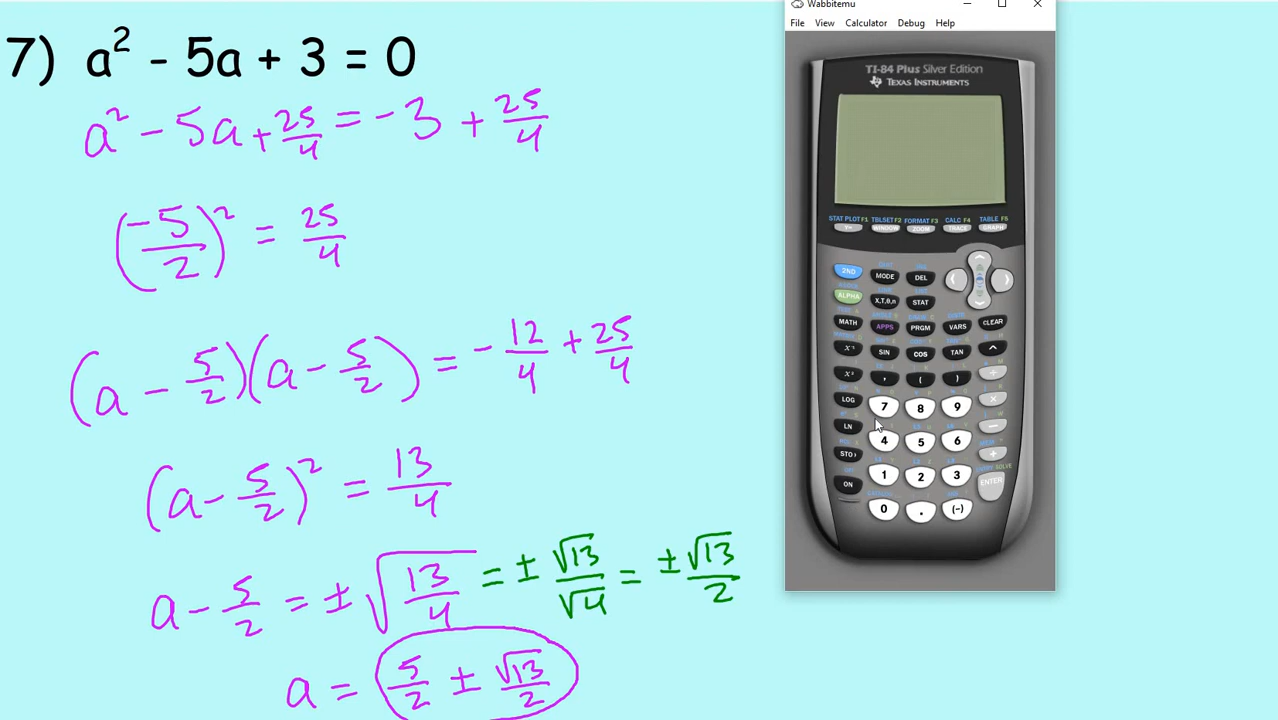 7) a² - 5a + 3 = 0
a² - 5a + 25/4 = -3 + 25/4
(-5/2)² = 25/4
(a - 5/2)(a - 5/2) = -12/4 + 25/4
(a - 5/2)² = 13/4
a - 5/2 = ±√(13/4) = ± √13/√4 = ± √13/2
a = 5/2 ± √13/2
Wabbitemu
File View Calculator Debug Help
TI-84 Plus Silver Edition
TEXAS INSTRUMENTS
STAT PLOT F1 TBLSET F2 FORMAT F3 CALC F4 TABLE F5
Y= WINDOW ZOOM TRACE GRAPH
2ND MODE DEL
ALPHA X,T,θ,n STAT
MATH APPS PRGM VARS CLEAR
X⁻¹ SIN COS TAN ^
X² , ( ) ÷
LOG 7 8 9 ×
LN 4 5 6 −
STO› 1 2 3 +
ENTRY SOLVE
ON 0 . (-) ENTER